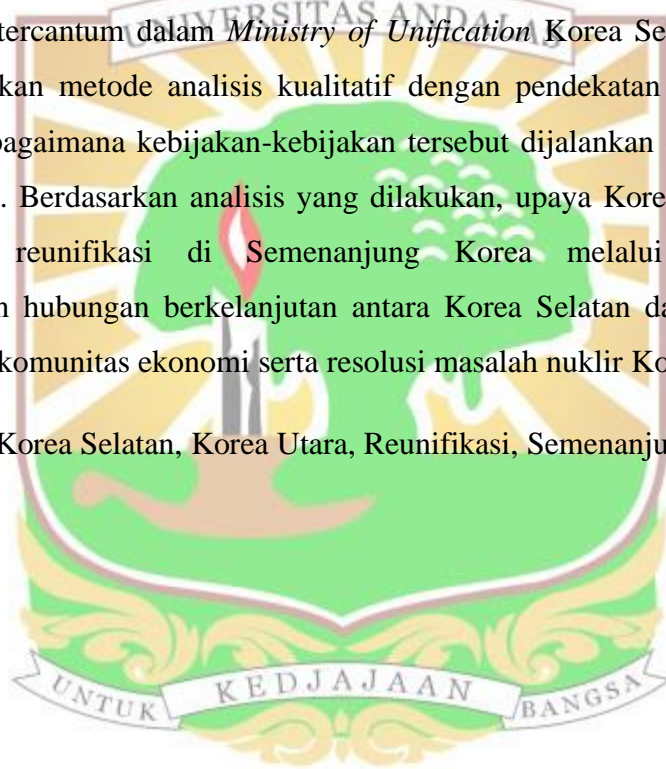 UNIVERSITAS ANDALAS
tercantum dalam Ministry of Unification Korea Se
kan metode analisis kualitatif dengan pendekatan
bagaimana kebijakan-kebijakan tersebut dijalankan
. Berdasarkan analisis yang dilakukan, upaya Kore
reunifikasi di Semenanjung Korea melalui
n hubungan berkelanjutan antara Korea Selatan da
komunitas ekonomi serta resolusi masalah nuklir Ko
Korea Selatan, Korea Utara, Reunifikasi, Semenanju
UNTUK KEDJAJAAN BANGSA